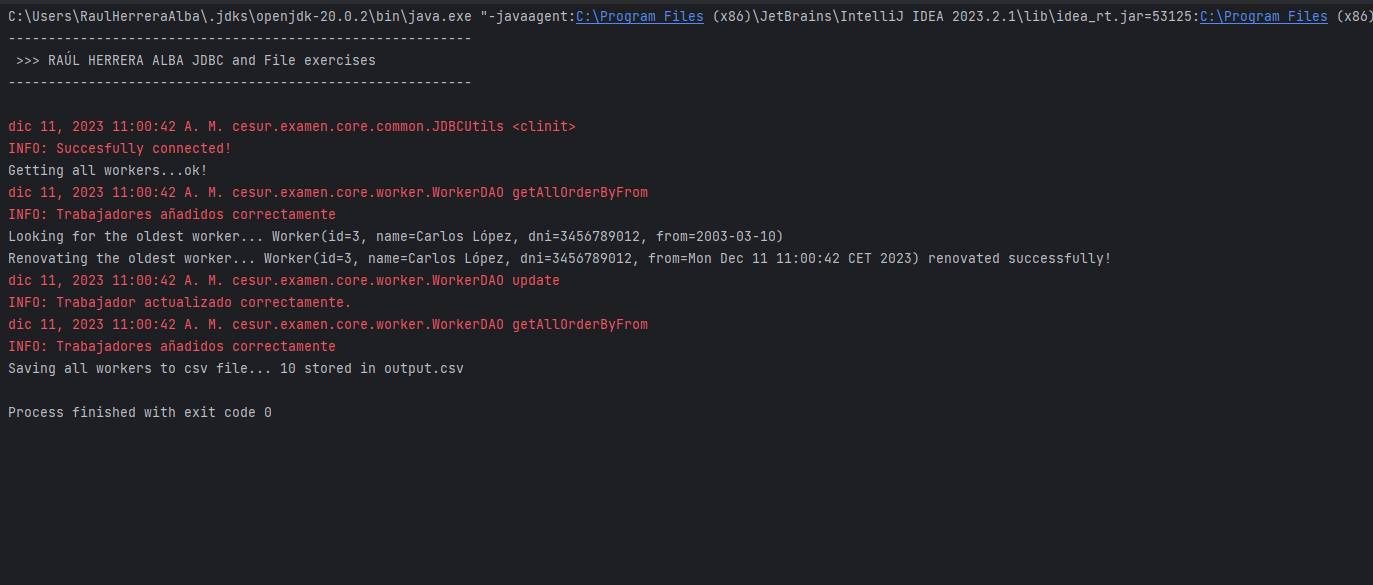 C:\Users\RaulHerreraAlba\.jdks\openjdk-20.0.2\bin\java.exe "-javaagent:C:\Program Files (x86)\JetBrains\IntelliJ IDEA 2023.2.1\lib\idea_rt.jar=53125:C:\Program Files (x86)
----------------------------------------------------------
>>> RAÚL HERRERA ALBA JDBC and File exercises
----------------------------------------------------------
dic 11, 2023 11:00:42 A. M. cesur.examen.core.common.JDBCUtils <clinit>
INFO: Succesfully connected!
Getting all workers...ok!
dic 11, 2023 11:00:42 A. M. cesur.examen.core.worker.WorkerDAO getAllOrderByFrom
INFO: Trabajadores añadidos correctamente
Looking for the oldest worker... Worker(id=3, name=Carlos López, dni=3456789012, from=2003-03-10)
Renovating the oldest worker... Worker(id=3, name=Carlos López, dni=3456789012, from=Mon Dec 11 11:00:42 CET 2023) renovated successfully!
dic 11, 2023 11:00:42 A. M. cesur.examen.core.worker.WorkerDAO update
INFO: Trabajador actualizado correctamente.
dic 11, 2023 11:00:42 A. M. cesur.examen.core.worker.WorkerDAO getAllOrderByFrom
INFO: Trabajadores añadidos correctamente
Saving all workers to csv file... 10 stored in output.csv
Process finished with exit code 0